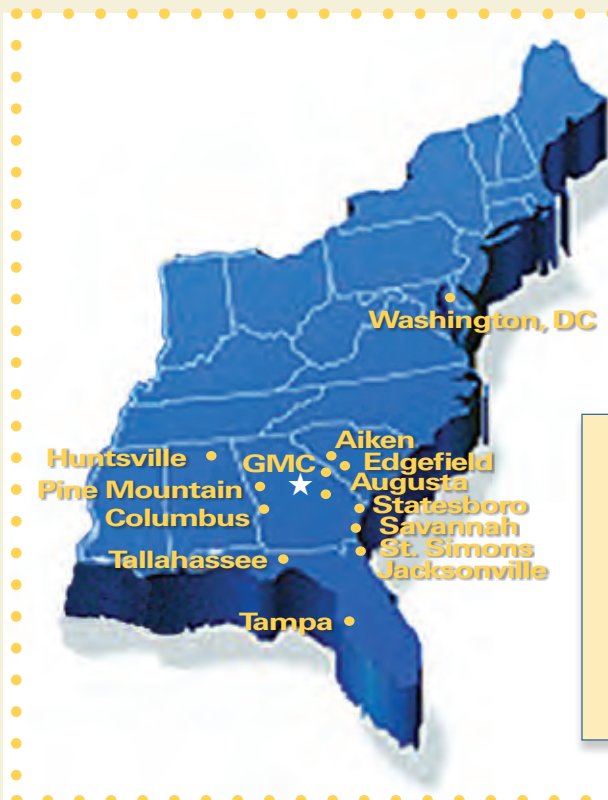 Washington, DC
Aiken
Huntsville
GMC
Edgefield
Pine Mountain
Augusta
Columbus
Statesboro
Savannah
St. Simons
Tallahassee
Jacksonville
Tampa